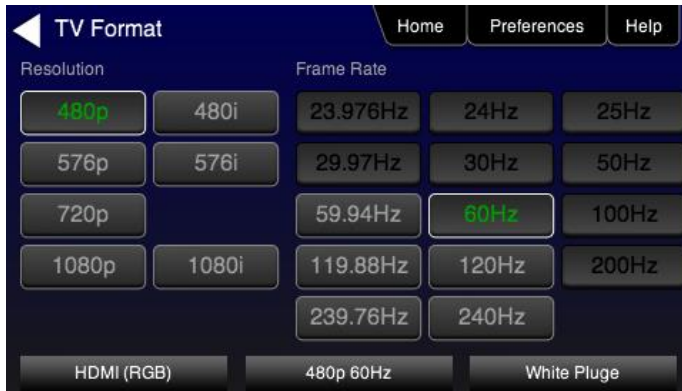 TV Format Home Preferences Help
Resolution Frame Rate
480p 480i 23.976Hz 24Hz 25Hz
576p 576i 29.97Hz 30Hz 50Hz
720p 59.94Hz 60Hz 100Hz
1080p 1080i 119.88Hz 120Hz 200Hz
239.76Hz 240Hz
HDMI (RGB) 480p 60Hz White Pluge